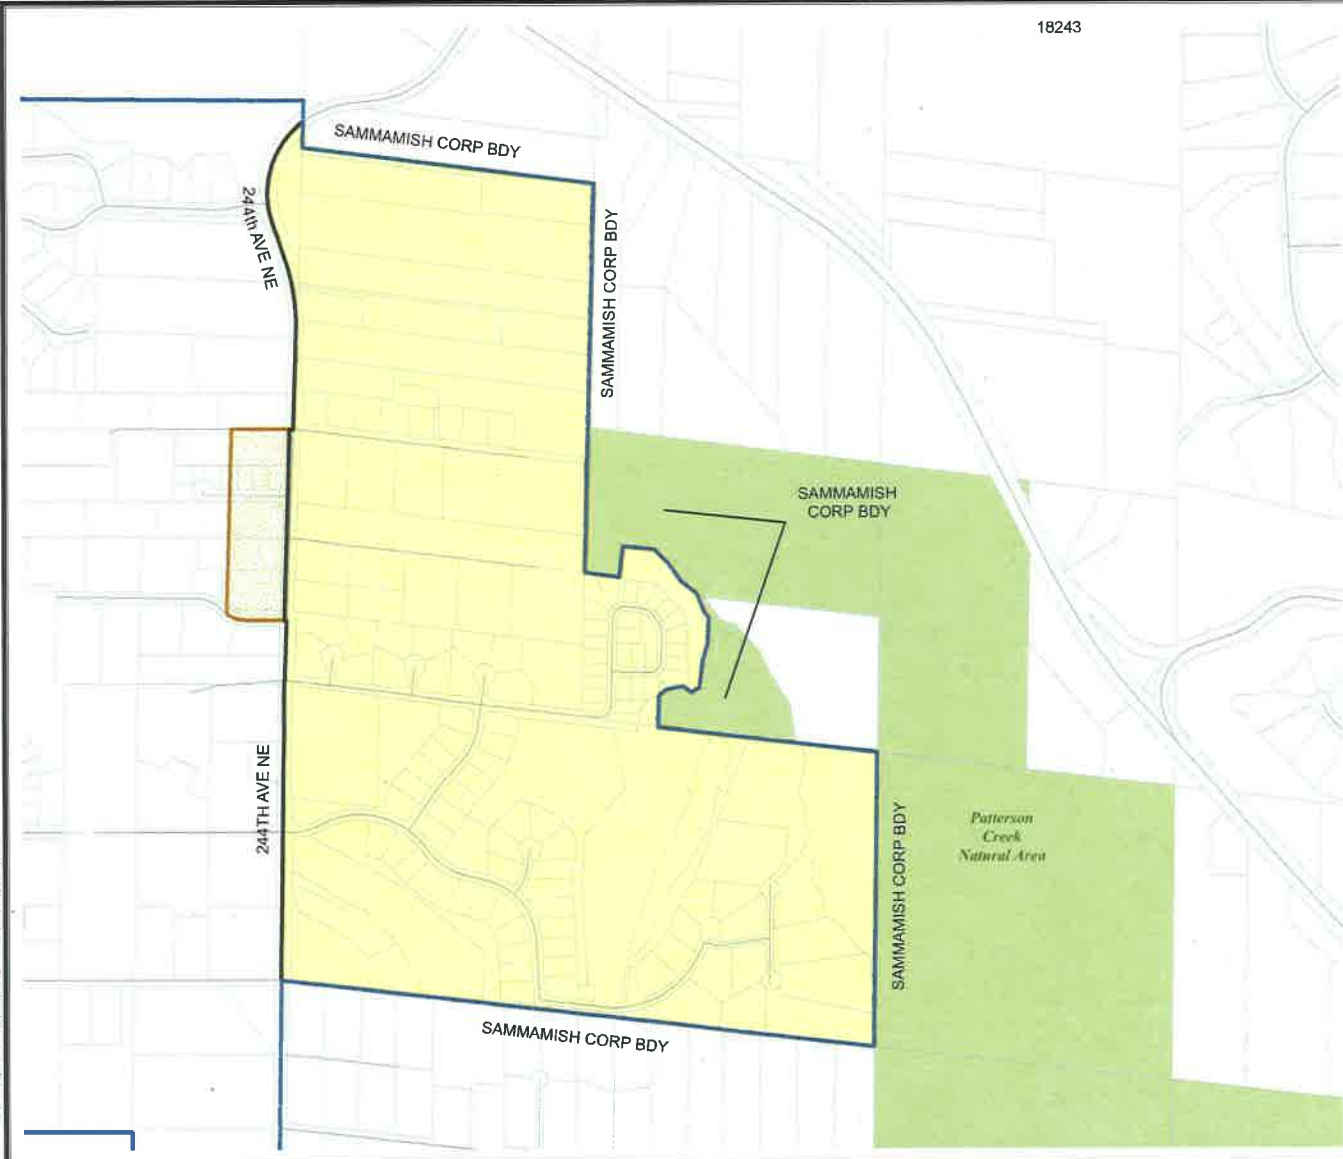 18243
SAMMAMISH CORP BDY
244th AVE NE
SAMMAMISH CORP BDY
SAMMAMISH
CORP BDY
244TH AVE NE
SAMMAMISH CORP BDY
Patterson
Creek
Natural Area
SAMMAMISH CORP BDY